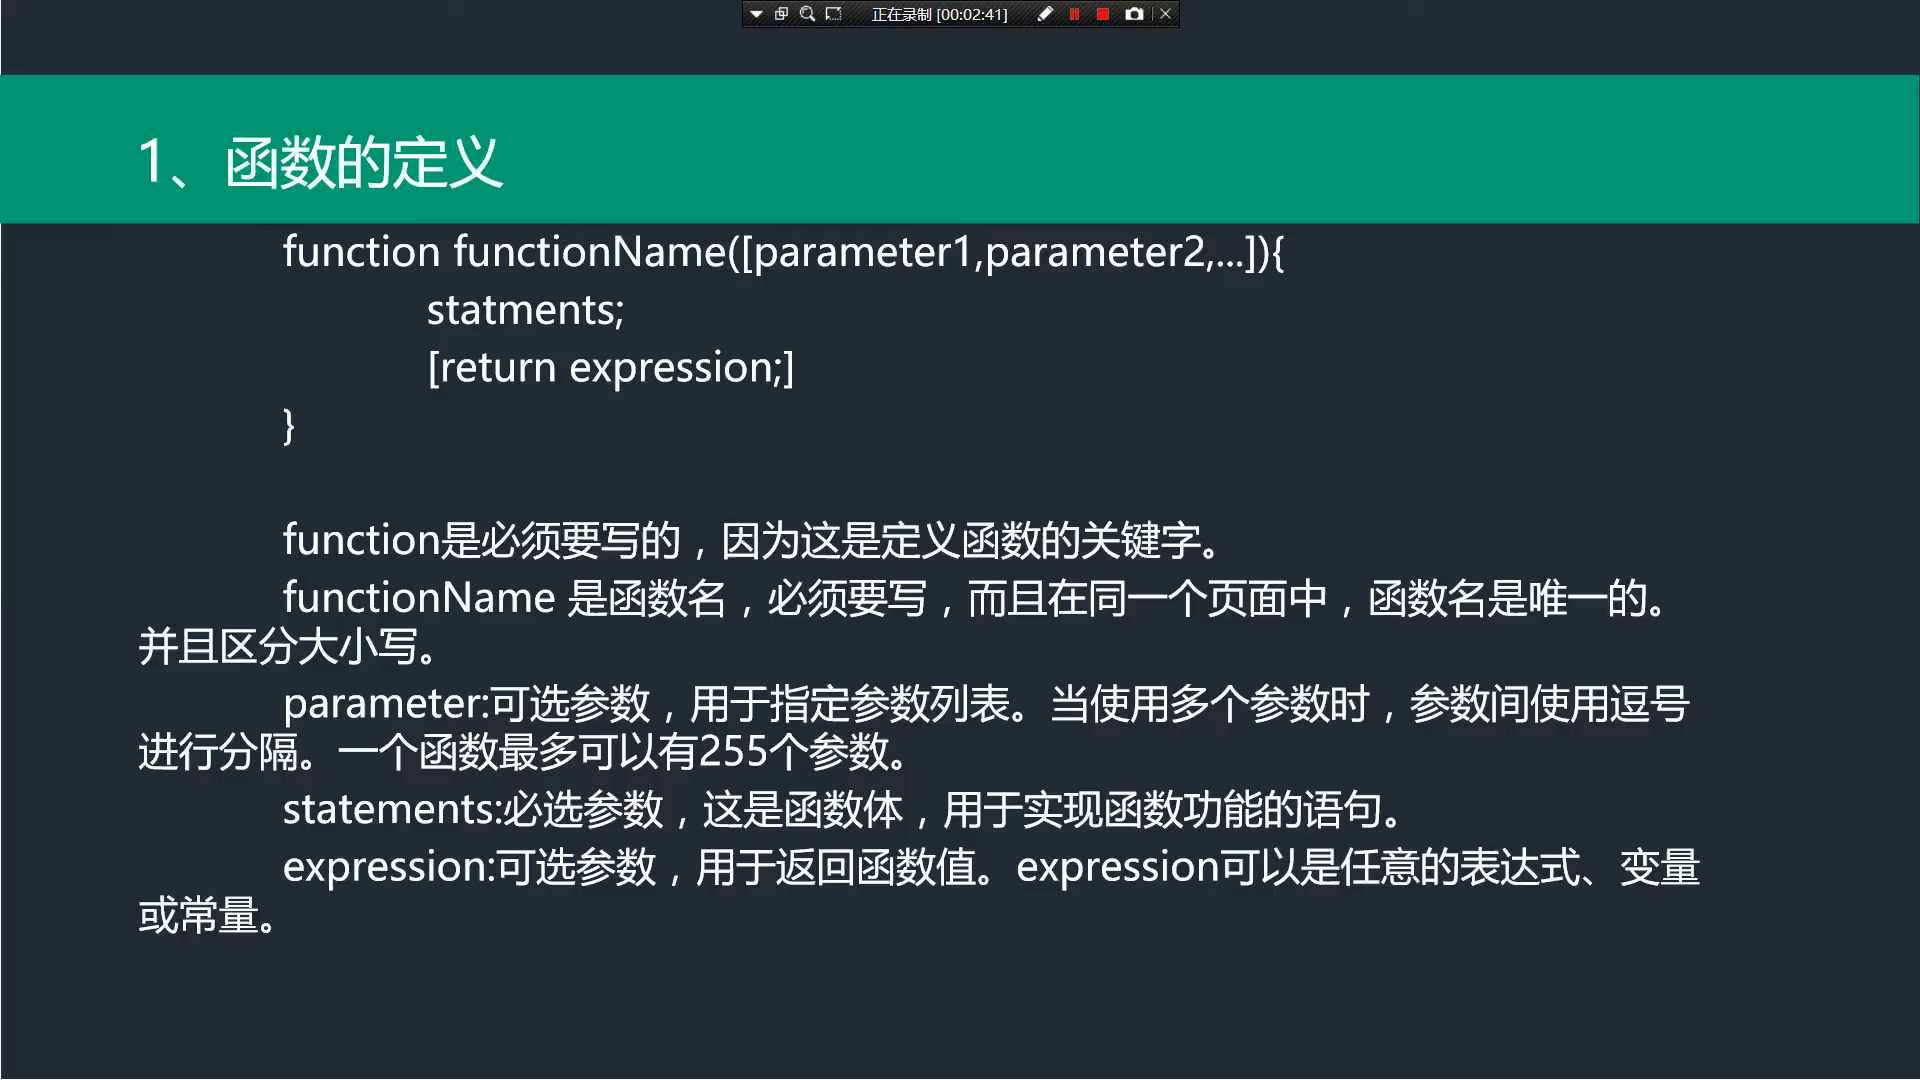 正在录制 [00:02:41]
1、函数的定义
function functionName([parameter1,parameter2,...]){
statments;
[return expression;]
}
function是必须要写的，因为这是定义函数的关键字。
functionName 是函数名，必须要写，而且在同一个页面中，函数名是唯一的。
并且区分大小写。
parameter:可选参数，用于指定参数列表。当使用多个参数时，参数间使用逗号
进行分隔。一个函数最多可以有255个参数。
statements:必选参数，这是函数体，用于实现函数功能的语句。
expression:可选参数，用于返回函数值。expression可以是任意的表达式、变量
或常量。